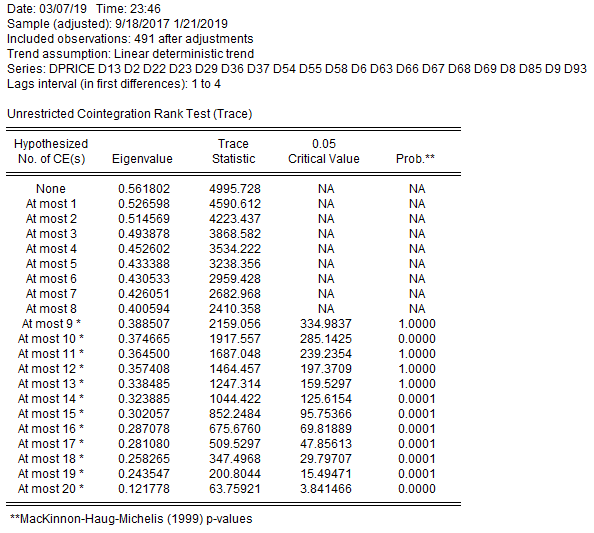 Date: 03/07/19 Time: 23:46
Sample (adjusted): 9/18/2017 1/21/2019
Included observations: 491 after adjustments
Trend assumption: Linear deterministic trend
Series: DPRICE D13 D2 D22 D23 D29 D36 D37 D54 D55 D58 D6 D63 D66 D67 D68 D69 D8 D85 D9 D93
Lags interval (in first differences): 1 to 4
Unrestricted Cointegration Rank Test (Trace)
Hypothesized Trace 0.05
No. of CE(s) Eigenvalue Statistic Critical Value Prob.**
None 0.561802 4995.728 NA NA
At most 1 0.526598 4590.612 NA NA
At most 2 0.514569 4223.437 NA NA
At most 3 0.493878 3868.582 NA NA
At most 4 0.452602 3534.222 NA NA
At most 5 0.433388 3238.356 NA NA
At most 6 0.430533 2959.428 NA NA
At most 7 0.426051 2682.968 NA NA
At most 8 0.400594 2410.358 NA NA
At most 9 * 0.388507 2159.056 334.9837 1.0000
At most 10 * 0.374665 1917.557 285.1425 0.0000
At most 11 * 0.364500 1687.048 239.2354 1.0000
At most 12 * 0.357408 1464.457 197.3709 1.0000
At most 13 * 0.338485 1247.314 159.5297 1.0000
At most 14 * 0.323885 1044.422 125.6154 0.0001
At most 15 * 0.302057 852.2484 95.75366 0.0001
At most 16 * 0.287078 675.6760 69.81889 0.0001
At most 17 * 0.281080 509.5297 47.85613 0.0001
At most 18 * 0.258265 347.4968 29.79707 0.0001
At most 19 * 0.243547 200.8044 15.49471 0.0001
At most 20 * 0.121778 63.75921 3.841466 0.0000
**MacKinnon-Haug-Michelis (1999) p-values